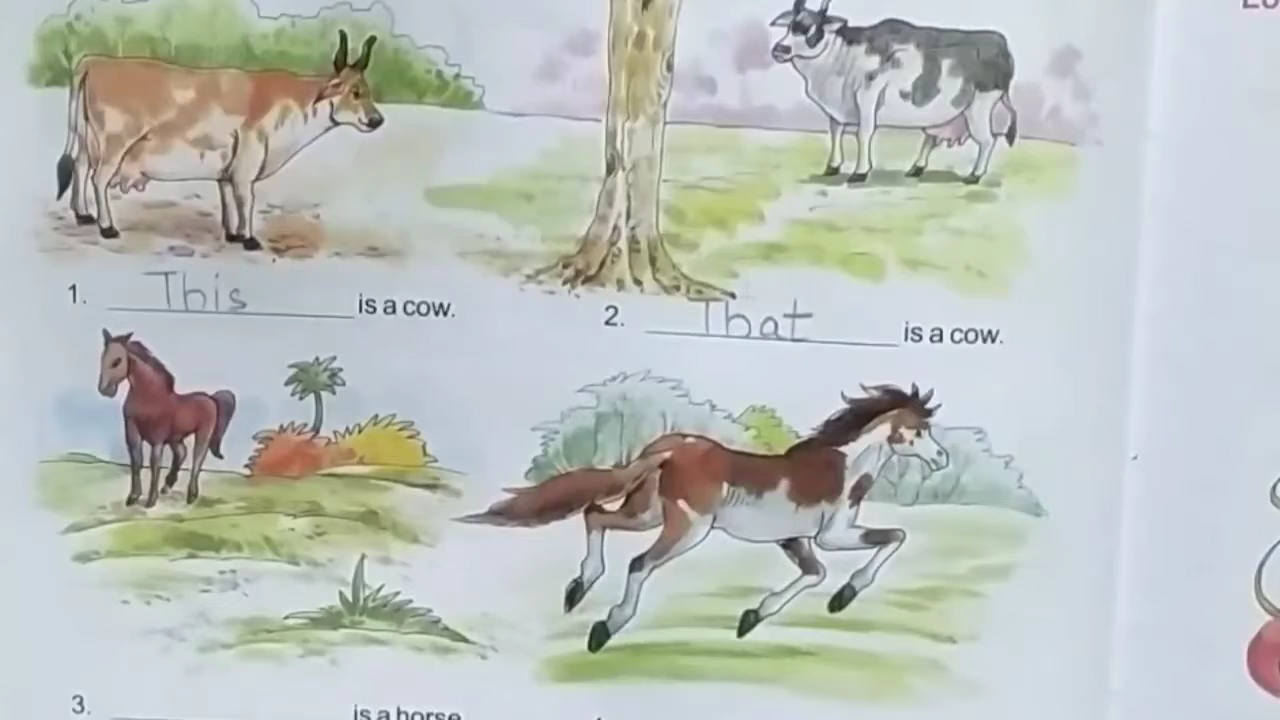 1. This is a cow.
2. That is a cow.
3. is a horse